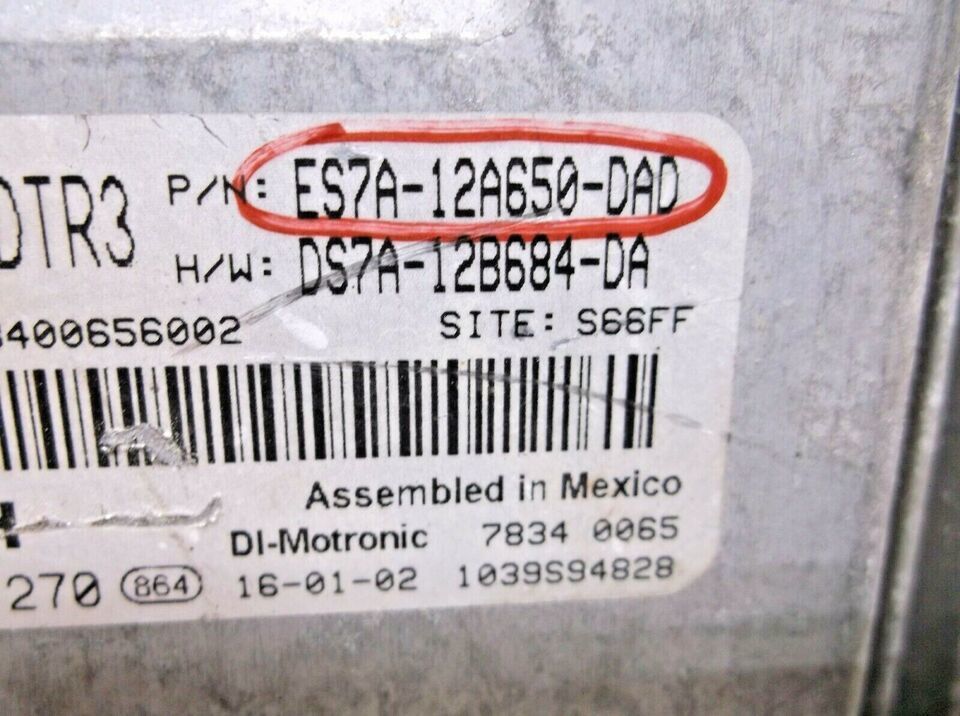 DTR3
P/N: ES7A-12A650-DAD
H/W: DS7A-12B684-DA
400656002
SITE: S66FF
Assembled in Mexico
DI-Motronic 7834 0065
270 864 16-01-02 1039S94828